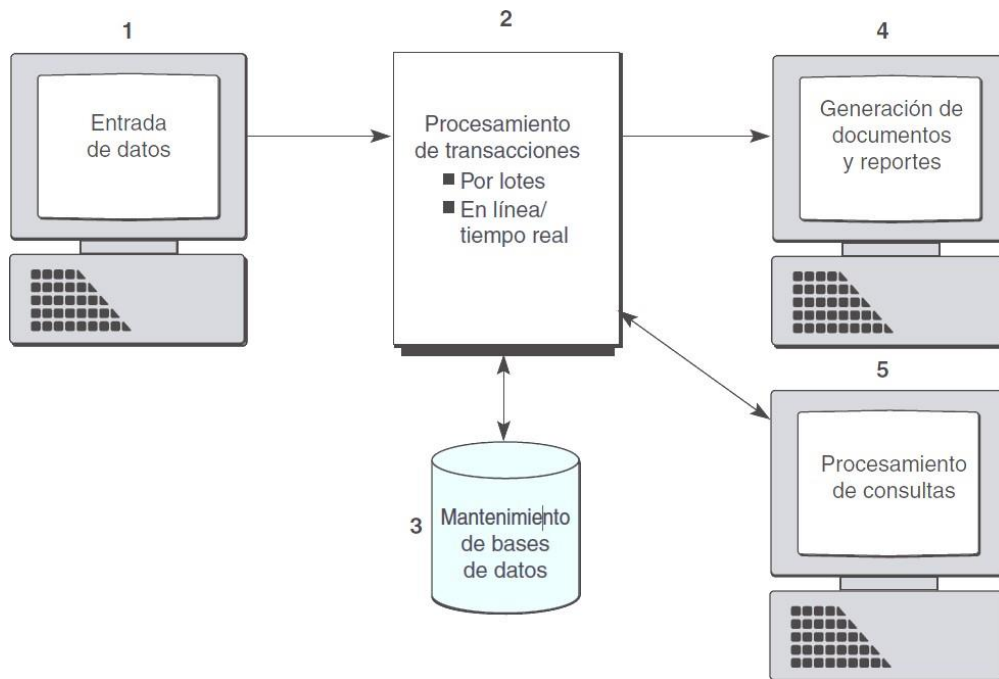 1
Entrada
de datos
2
Procesamiento
de transacciones
■ Por lotes
■ En línea/
tiempo real
3
Mantenimiento
de bases
de datos
4
Generación de
documentos
y reportes
5
Procesamiento
de consultas